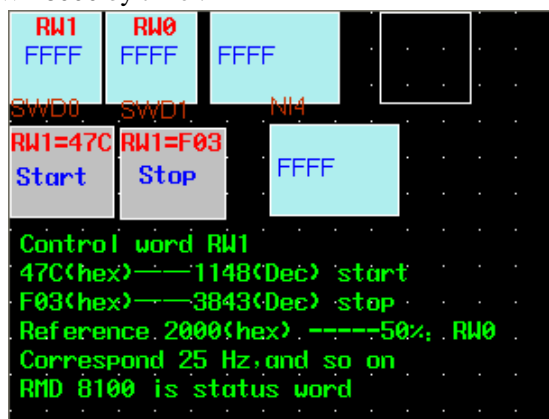 RW1 RW0
FFFF FFFF FFFF
SWD0 SWD1 NI4
RW1=47C RW1=F03
Start Stop FFFF
Control word RW1
47C(hex)———1148(Dec) start
F03(hex)———3843(Dec) stop
Reference 2000(hex) -----50%; RW0
Correspond 25 Hz,and so on
RMD 8100 is status word